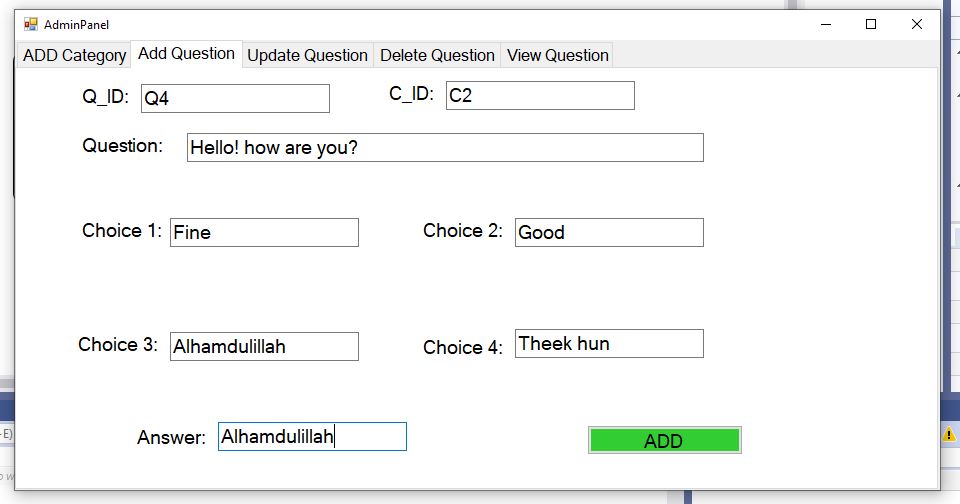 AdminPanel
ADD Category Add Question Update Question Delete Question View Question
Q_ID: Q4 C_ID: C2
Question: Hello! how are you?
Choice 1: Fine Choice 2: Good
Choice 3: Alhamdulillah Choice 4: Theek hun
Answer: Alhamdulillah ADD